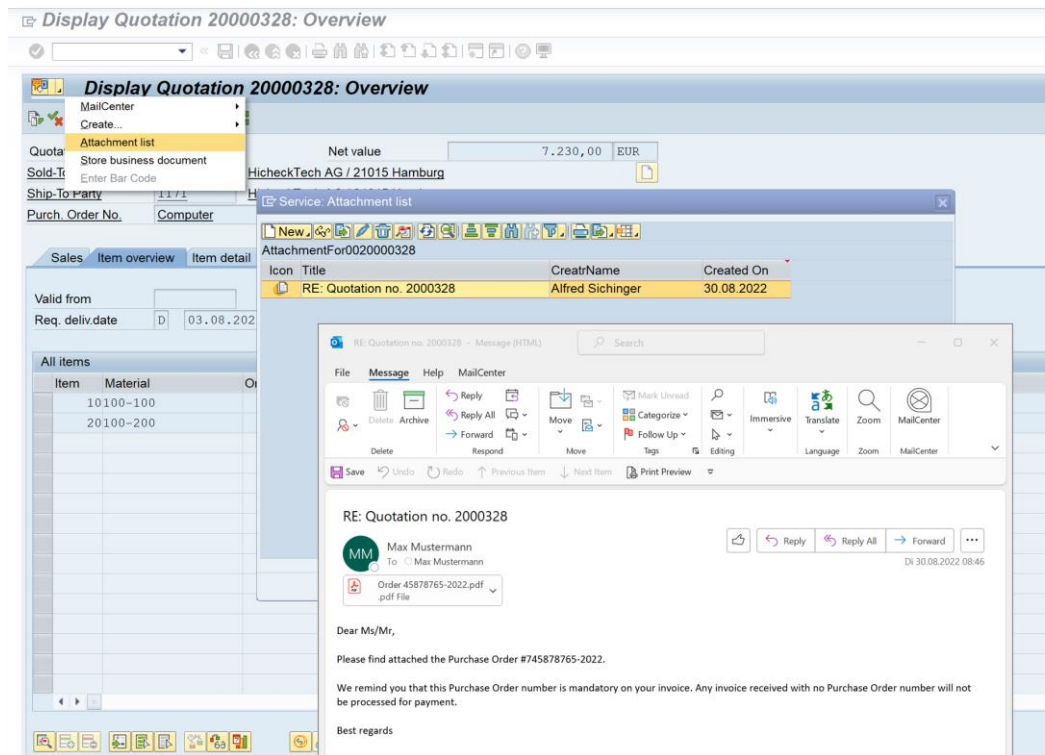 Display Quotation 20000328: Overview
Display Quotation 20000328: Overview
MailCenter
Create...
Attachment list
Store business document
Enter Bar Code
Net value 7.230,00 EUR
HicheckTech AG / 21015 Hamburg
Ship-To Party 1171
Purch. Order No. Computer
Service: Attachment list
New
AttachmentFor0020000328
Icon Title CreatrName Created On
RE: Quotation no. 2000328 Alfred Sichinger 30.08.2022
Sales Item overview Item detail
Valid from
Req. deliv.date D 03.08.202
All items
Item Material
10 100-100
20 100-200
RE: Quotation no. 2000328 - Message (HTML) Search
File Message Help MailCenter
Reply Mark Unread
Delete Archive Reply All Move Categorize Immersive Translate Zoom MailCenter
Forward Follow Up
Delete Respond Move Tags Editing Language Zoom MailCenter
Save Undo Redo Previous Item Next Item Print Preview
RE: Quotation no. 2000328
MM Max Mustermann Reply Reply All Forward
To Max Mustermann Di 30.08.2022 08:46
Order 45878765-2022.pdf
.pdf File
Dear Ms/Mr,
Please find attached the Purchase Order #745878765-2022.
We remind you that this Purchase Order number is mandatory on your invoice. Any invoice received with no Purchase Order number will not
be processed for payment.
Best regards